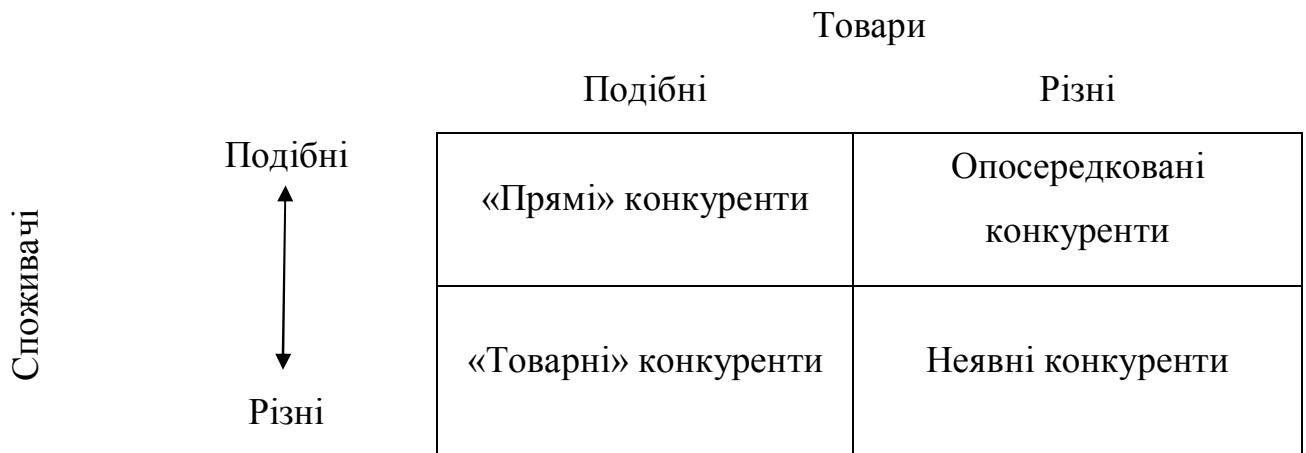 Товари
Подібні Різні
Споживачі
Подібні
Різні
«Прямі» конкуренти
Опосередковані
конкуренти
«Товарні» конкуренти
Неявні конкуренти